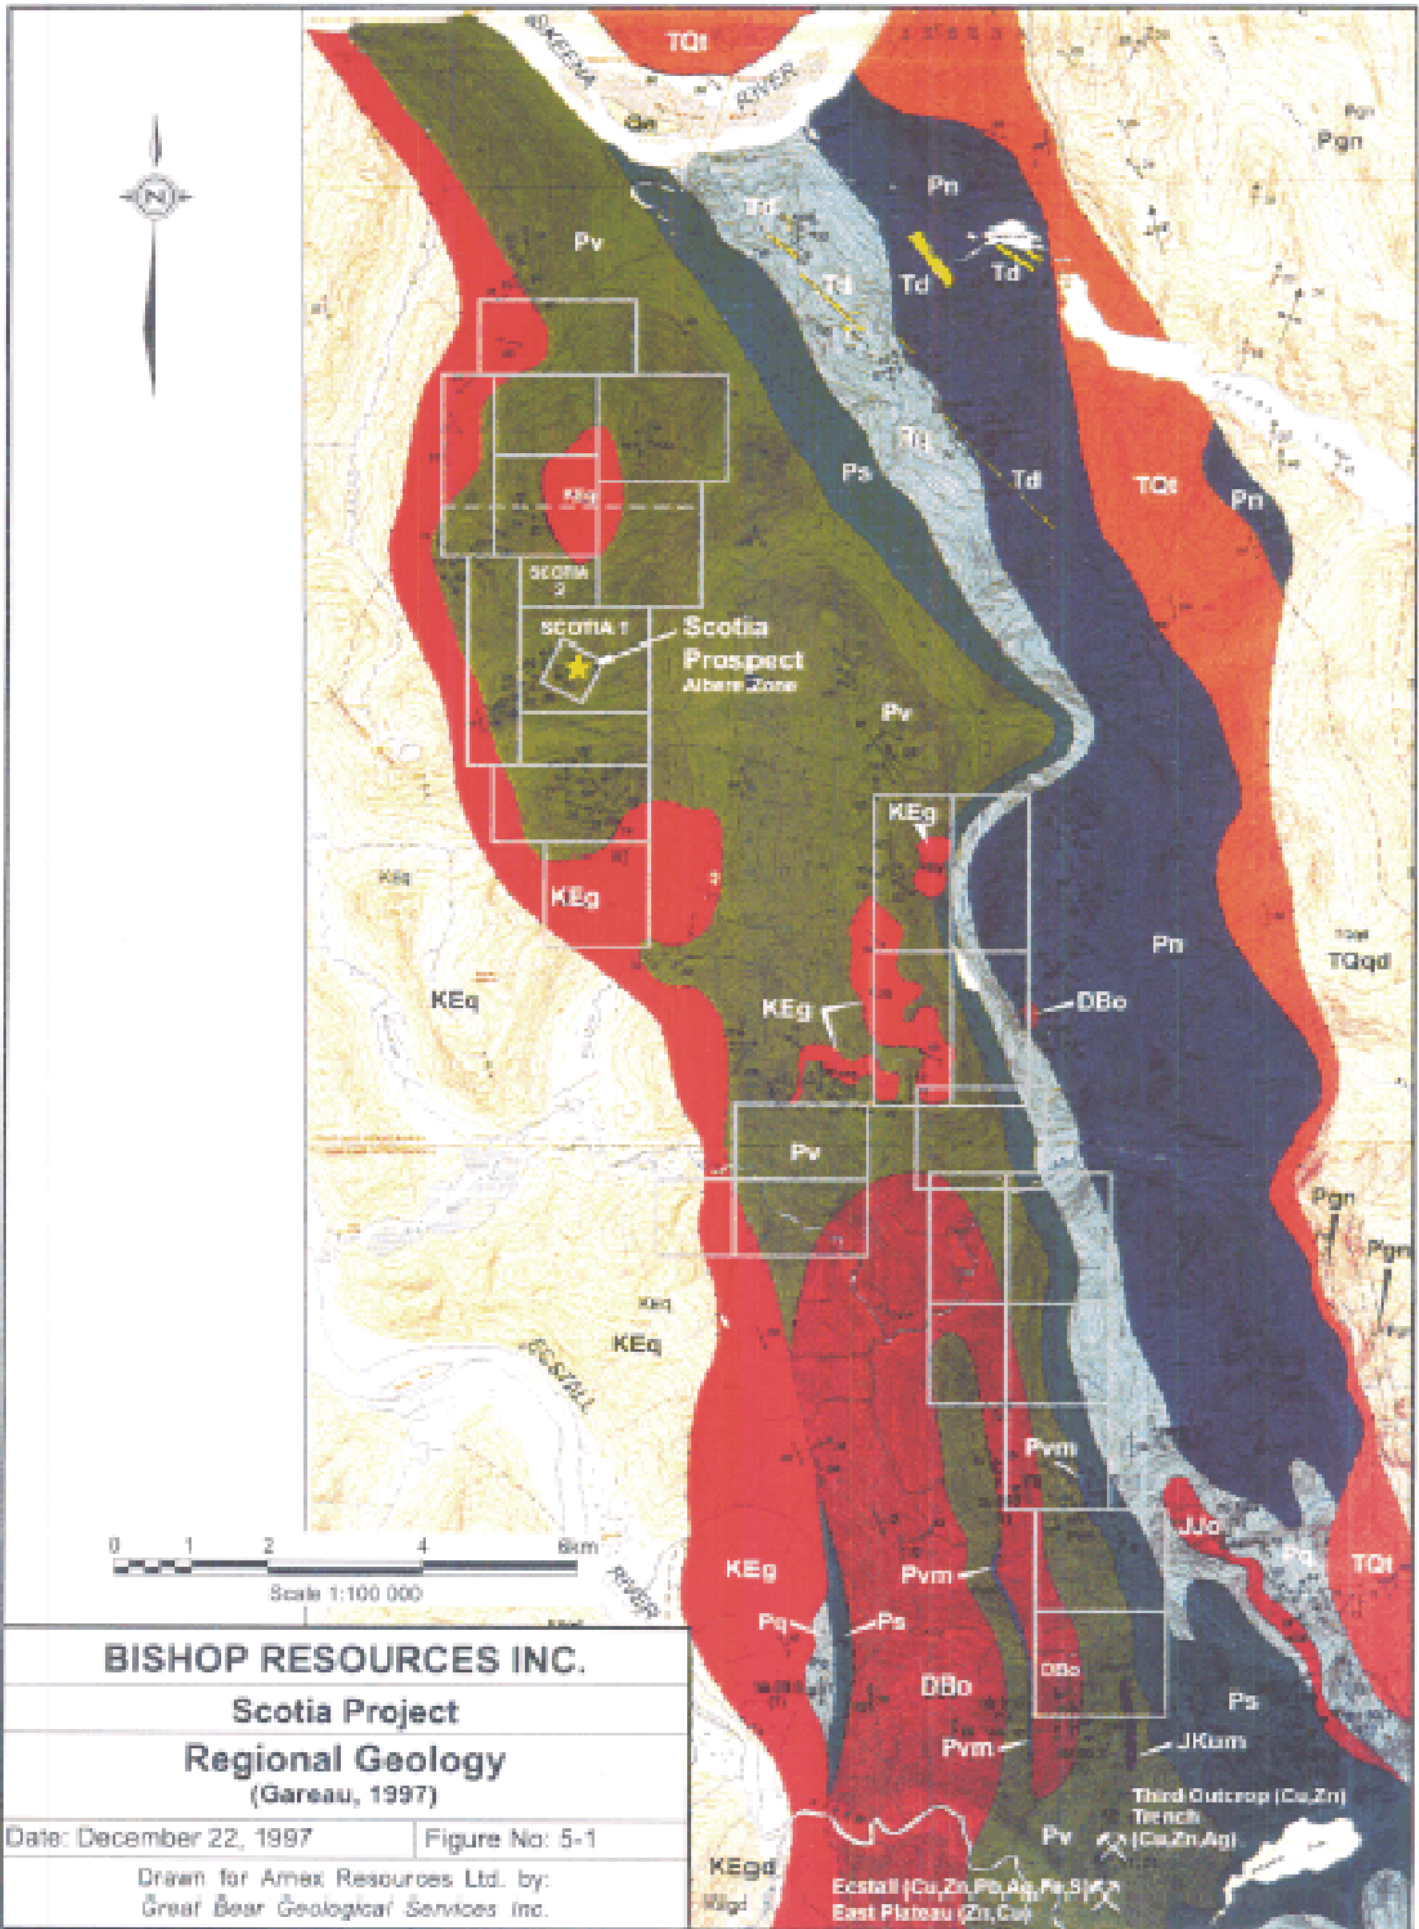 TQt
SKEENA
RIVER
Qa
Pgn
Pgn
Pn
Pv
Td
Td
Td
Td
TQt
Pn
Ps
Td
KEg
SCOTIA
2
SCOTIA 1
Scotia
Prospect
Albere Zone
Pv
KEg
KEq
KEg
Pn
TQqd
KEq
KEg
DBo
Pv
Pgn
Pgn
KEq
KEq
ECSTALL
RIVER
Pvm
0 1 2 4 6km
Scale 1:100 000
JJo
Pq
TQt
KEg
Pvm
Pq
Ps
DBo
DBo
Ps
Pvm
JKum
Third Outcrop (Cu,Zn)
Trench
(Cu,Zn,Ag)
Pv
KEgd
KEgd
Ecstall (Cu,Zn,Pb,Ag,Fe,S)
East Plateau (Zn,Cu)
BISHOP RESOURCES INC.
Scotia Project
Regional Geology
(Gareau, 1997)
Date: December 22, 1997
Figure No: 5-1
Drawn for Amex Resources Ltd. by:
Great Bear Geological Services Inc.
N